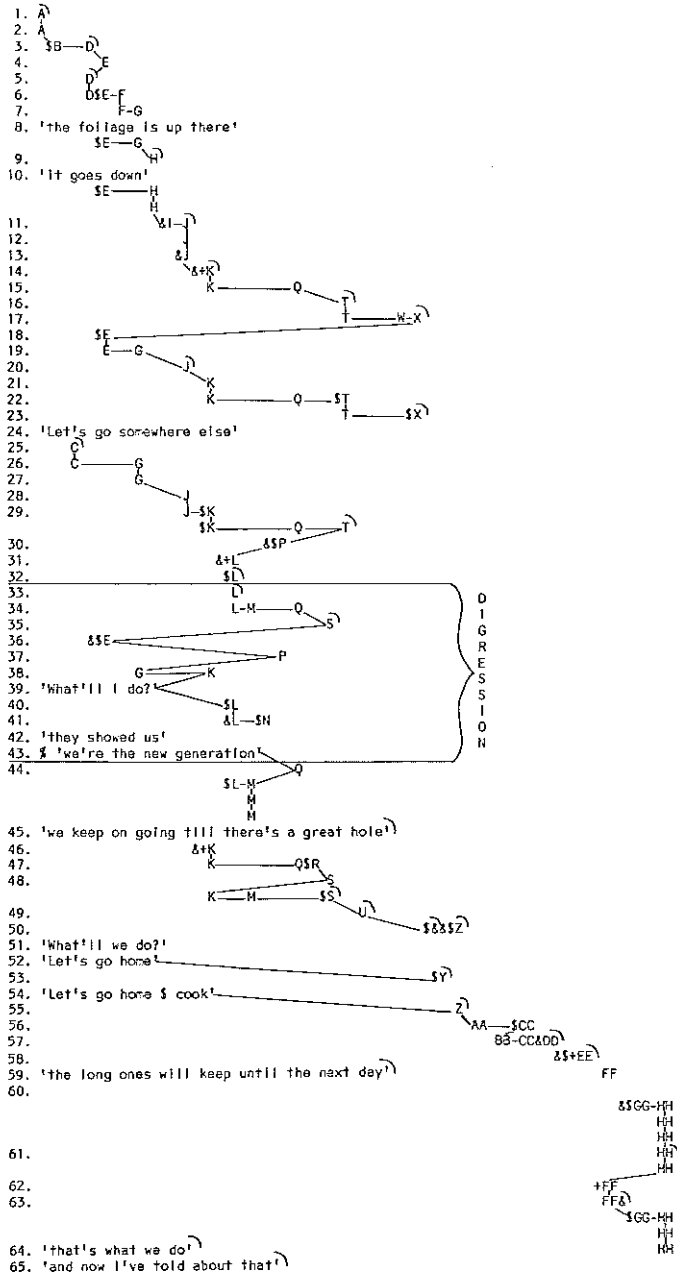 1. A
2. A
3. $B D
4. E
5. D
6. D$E-F
7. F-G
8. 'the foliage is up there'
$E G
9. H
10. 'it goes down'
$E H
H
11. &I-J
12.
13. &J
14. &+K
15. K Q
16. T
17. T W-X
18. $E
19. E G
20. J
21. K
22. K Q $T
23. T $X
24. 'Let's go somewhere else'
25. C
26. C G
27. G
28. J
29. J-$K
$K Q T
30. &$P
31. &+L
32. $L
33. L
34. L-M Q
35. S
36. &$E
37. P
38. G K
39. 'What'll I do?'
40. $L
41. &L-$N
42. 'they showed us'
43. $ 'we're the new generation'
DIGRESSION
44. Q
$L-M
M
M
45. 'we keep on going till there's a great hole'
46. &+K
47. K Q$R
48. S
K M $S
49. U
50. $&&$Z
51. 'What'll we do?'
52. 'Let's go home'
53. $Y
54. 'Let's go home $ cook'
55. Z
56. AA $CC
57. BB-CC&DD
58. &$+EE
59. 'the long ones will keep until the next day' FF
60.
&$GG-HH
HH
HH
61. HH
HH
62. +FF
63. FF&
$GG-HH
HH
64. 'that's what we do' HH
65. 'and now I've told about that'